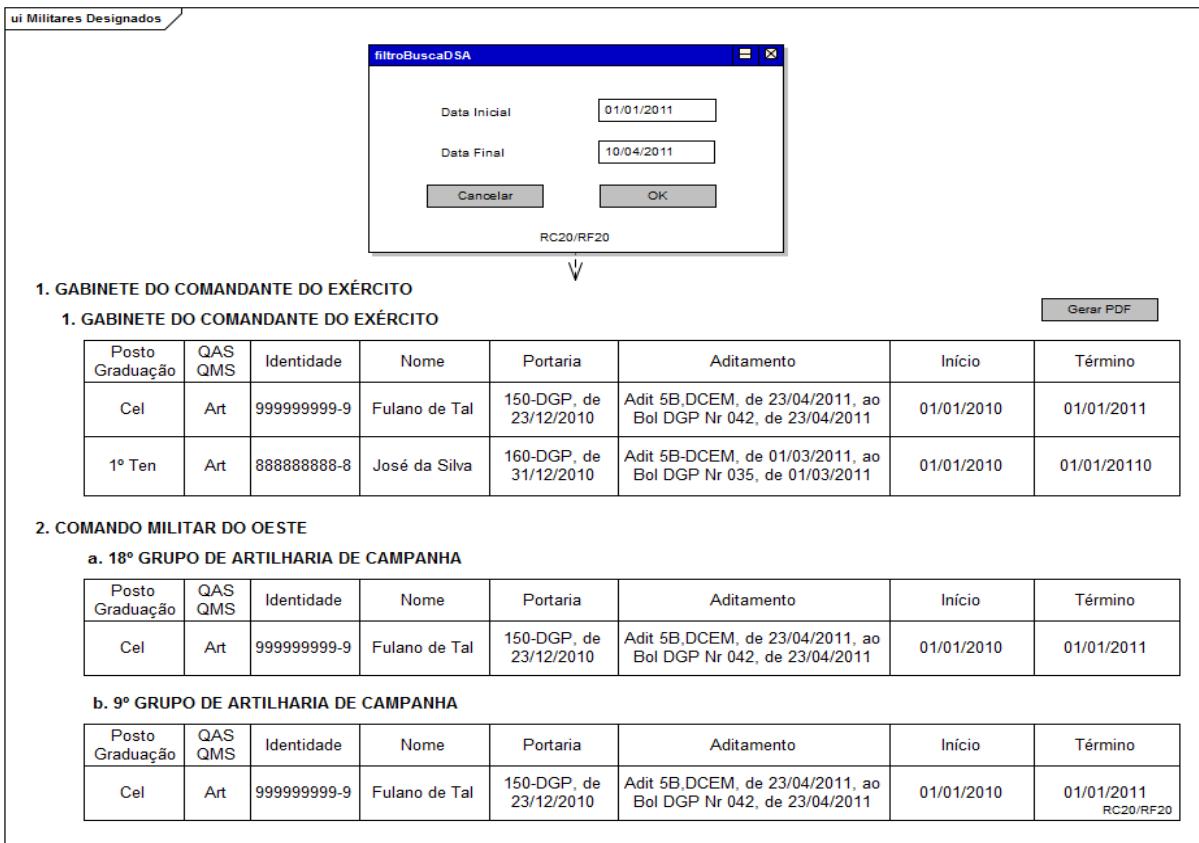 ui Militares Designados
filtroBuscaDSA
Data Inicial 01/01/2011
Data Final 10/04/2011
Cancelar OK
RC20/RF20
1. GABINETE DO COMANDANTE DO EXÉRCITO
Gerar PDF
1. GABINETE DO COMANDANTE DO EXÉRCITO
Posto Graduação QAS QMS Identidade Nome Portaria Aditamento Início Término
Cel Art 999999999-9 Fulano de Tal 150-DGP, de 23/12/2010 Adit 5B,DCEM, de 23/04/2011, ao Bol DGP Nr 042, de 23/04/2011 01/01/2010 01/01/2011
1º Ten Art 888888888-8 José da Silva 160-DGP, de 31/12/2010 Adit 5B-DCEM, de 01/03/2011, ao Bol DGP Nr 035, de 01/03/2011 01/01/2010 01/01/20110
2. COMANDO MILITAR DO OESTE
a. 18º GRUPO DE ARTILHARIA DE CAMPANHA
Posto Graduação QAS QMS Identidade Nome Portaria Aditamento Início Término
Cel Art 999999999-9 Fulano de Tal 150-DGP, de 23/12/2010 Adit 5B,DCEM, de 23/04/2011, ao Bol DGP Nr 042, de 23/04/2011 01/01/2010 01/01/2011
b. 9º GRUPO DE ARTILHARIA DE CAMPANHA
Posto Graduação QAS QMS Identidade Nome Portaria Aditamento Início Término
Cel Art 999999999-9 Fulano de Tal 150-DGP, de 23/12/2010 Adit 5B,DCEM, de 23/04/2011, ao Bol DGP Nr 042, de 23/04/2011 01/01/2010 01/01/2011
RC20/RF20